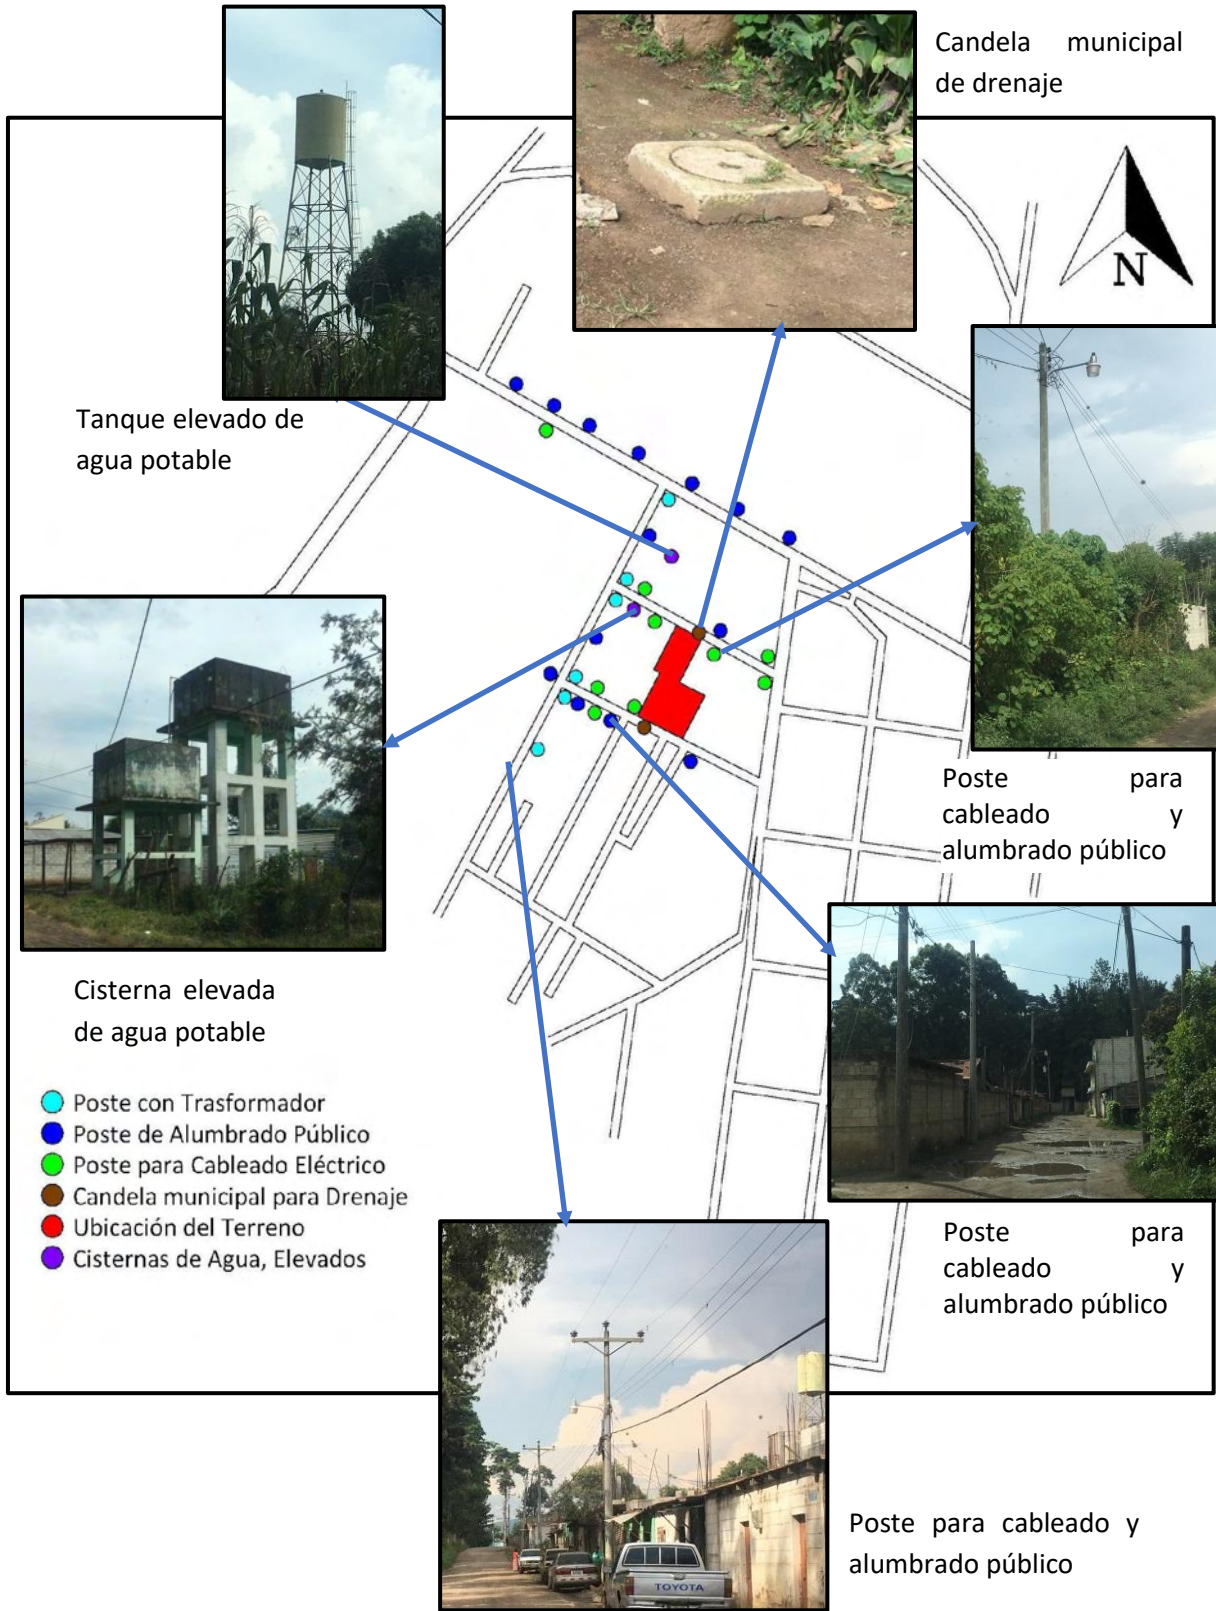 Candela municipal
de drenaje
N
Tanque elevado de
agua potable
Poste para
cableado y
alumbrado público
Cisterna elevada
de agua potable
Poste con Trasformador
Poste de Alumbrado Público
Poste para Cableado Eléctrico
Candela municipal para Drenaje
Ubicación del Terreno
Cisternas de Agua, Elevados
Poste para
cableado y
alumbrado público
TOYOTA
Poste para cableado y
alumbrado público